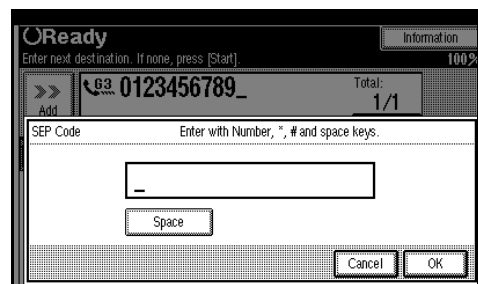 Ready
Information
Enter next destination. If none, press [Start].
100%
G3 0123456789_
Total:
1/1
Add
SEP Code
Enter with Number, *, # and space keys.
_
Space
Cancel
OK